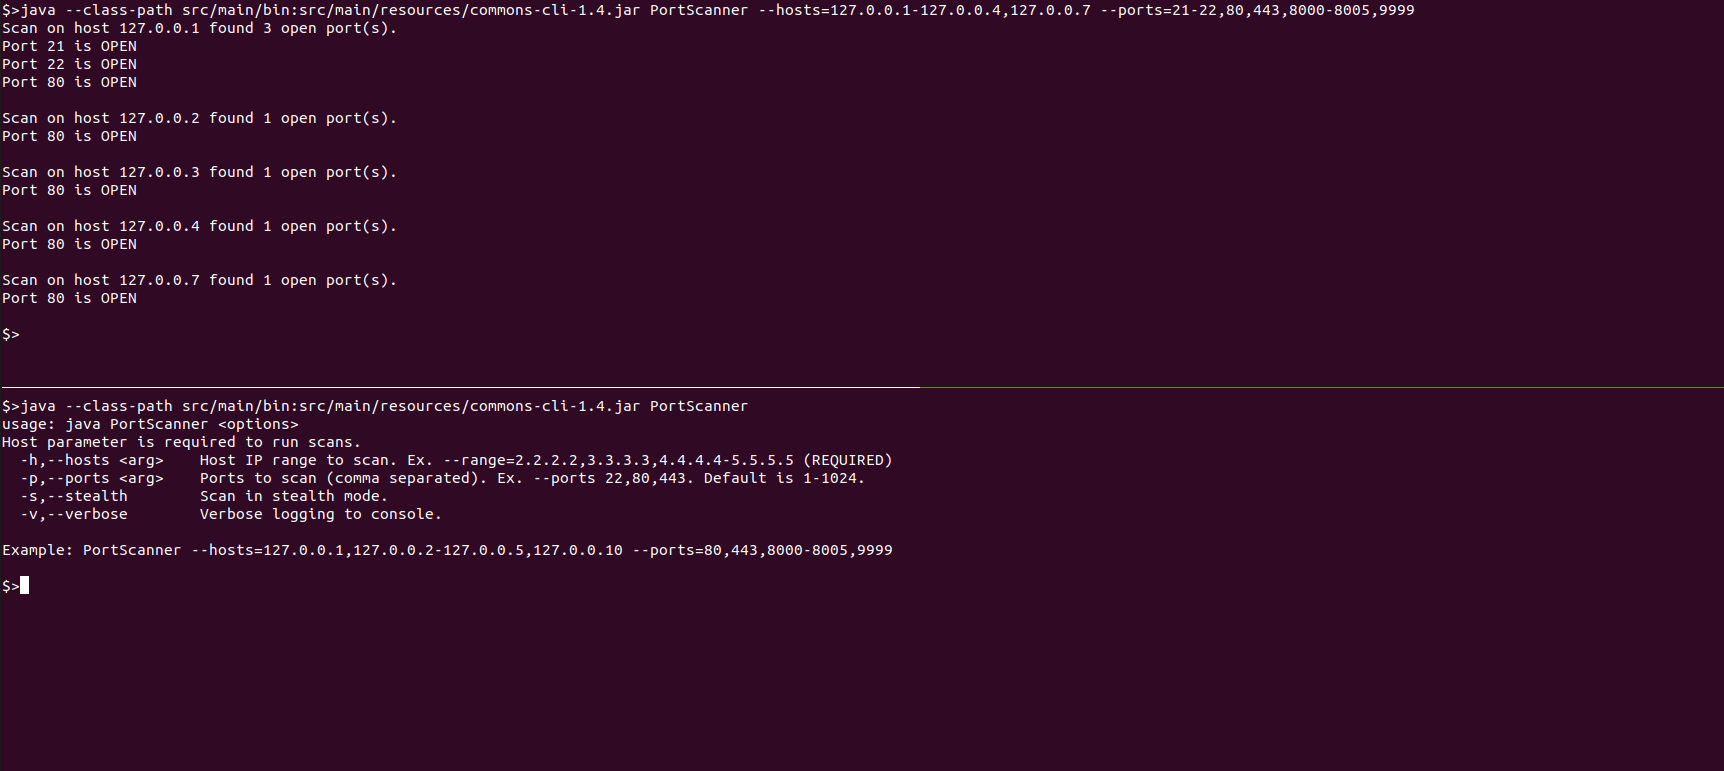 $>java --class-path src/main/bin:src/main/resources/commons-cli-1.4.jar PortScanner --hosts=127.0.0.1-127.0.0.4,127.0.0.7 --ports=21-22,80,443,8000-8005,9999
Scan on host 127.0.0.1 found 3 open port(s).
Port 21 is OPEN
Port 22 is OPEN
Port 80 is OPEN

Scan on host 127.0.0.2 found 1 open port(s).
Port 80 is OPEN

Scan on host 127.0.0.3 found 1 open port(s).
Port 80 is OPEN

Scan on host 127.0.0.4 found 1 open port(s).
Port 80 is OPEN

Scan on host 127.0.0.7 found 1 open port(s).
Port 80 is OPEN

$>

$>java --class-path src/main/bin:src/main/resources/commons-cli-1.4.jar PortScanner
usage: java PortScanner <options>
Host parameter is required to run scans.
  -h,--hosts <arg>    Host IP range to scan. Ex. --range=2.2.2.2,3.3.3.3,4.4.4.4-5.5.5.5 (REQUIRED)
  -p,--ports <arg>    Ports to scan (comma separated). Ex. --ports 22,80,443. Default is 1-1024.
  -s,--stealth        Scan in stealth mode.
  -v,--verbose        Verbose logging to console.

Example: PortScanner --hosts=127.0.0.1,127.0.0.2-127.0.0.5,127.0.0.10 --ports=80,443,8000-8005,9999

$>